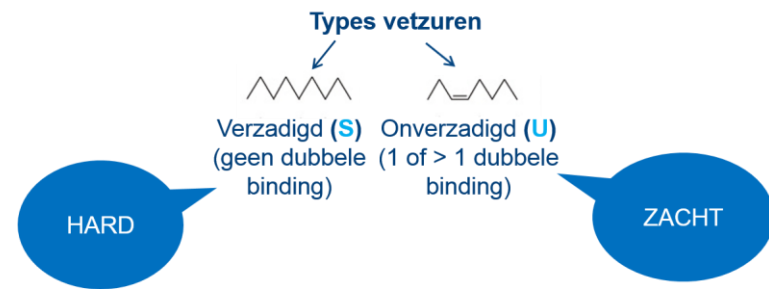 Types vetzuren
Verzadigd (S)
(geen dubbele
binding)
Onverzadigd (U)
(1 of > 1 dubbele
binding)
HARD
ZACHT